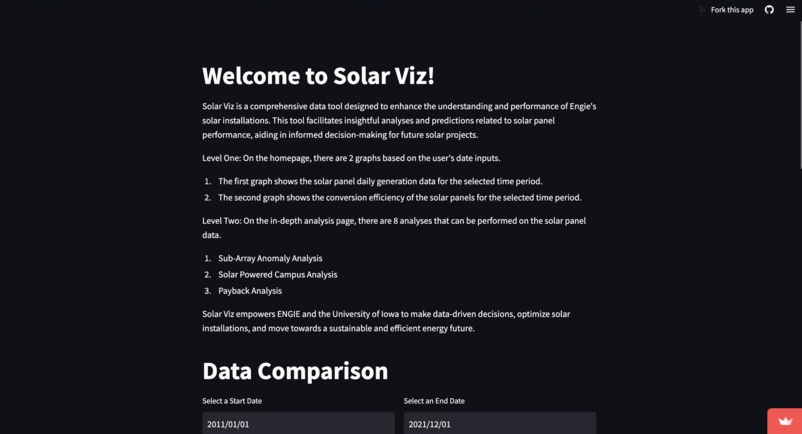 Fork this app
Welcome to Solar Viz!
Solar Viz is a comprehensive data tool designed to enhance the understanding and performance of Engie's
solar installations. This tool facilitates insightful analyses and predictions related to solar panel
performance, aiding in informed decision-making for future solar projects.
Level One: On the homepage, there are 2 graphs based on the user's date inputs.
1. The first graph shows the solar panel daily generation data for the selected time period.
2. The second graph shows the conversion efficiency of the solar panels for the selected time period.
Level Two: On the in-depth analysis page, there are 8 analyses that can be performed on the solar panel
data.
1. Sub-Array Anomaly Analysis
2. Solar Powered Campus Analysis
3. Payback Analysis
Solar Viz empowers ENGIE and the University of Iowa to make data-driven decisions, optimize solar
installations, and move towards a sustainable and efficient energy future.
Data Comparison
Select a Start Date
Select an End Date
2011/01/01
2021/12/01